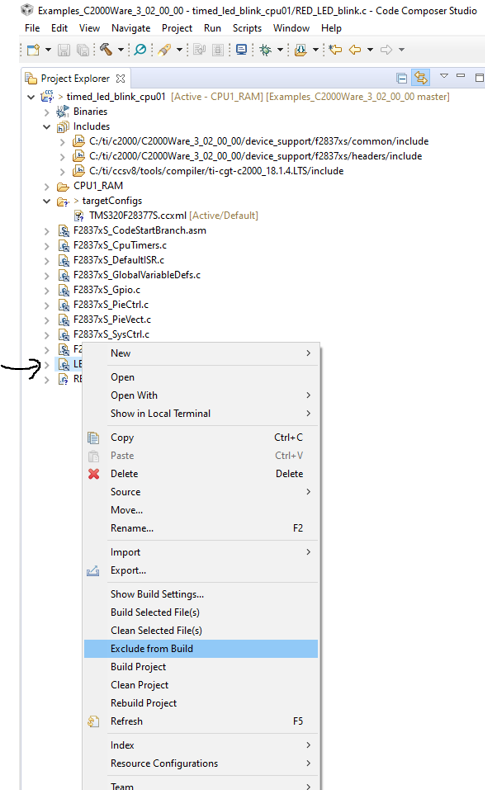 Examples_C2000Ware_3_02_00_00 - timed_led_blink_cpu01/RED_LED_blink.c - Code Composer Studio
File Edit View Navigate Project Run Scripts Window Help
Project Explorer
> timed_led_blink_cpu01 [Active - CPU1_RAM] [Examples_C2000Ware_3_02_00_00 master]
Binaries
Includes
C:/ti/c2000/C2000Ware_3_02_00_00/device_support/f2837xs/common/include
C:/ti/c2000/C2000Ware_3_02_00_00/device_support/f2837xs/headers/include
C:/ti/ccsv8/tools/compiler/ti-cgt-c2000_18.1.4.LTS/include
CPU1_RAM
> targetConfigs
TMS320F28377S.ccxml [Active/Default]
F2837xS_CodeStartBranch.asm
F2837xS_CpuTimers.c
F2837xS_DefaultISR.c
F2837xS_GlobalVariableDefs.c
F2837xS_Gpio.c
F2837xS_PieCtrl.c
F2837xS_PieVect.c
F2837xS_SysCtrl.c
F2
LE
RE
New
Open
Open With
Show in Local Terminal
Copy Ctrl+C
Paste Ctrl+V
Delete Delete
Source
Move...
Rename... F2
Import
Export...
Show Build Settings...
Build Selected File(s)
Clean Selected File(s)
Exclude from Build
Build Project
Clean Project
Rebuild Project
Refresh F5
Index
Resource Configurations
Team